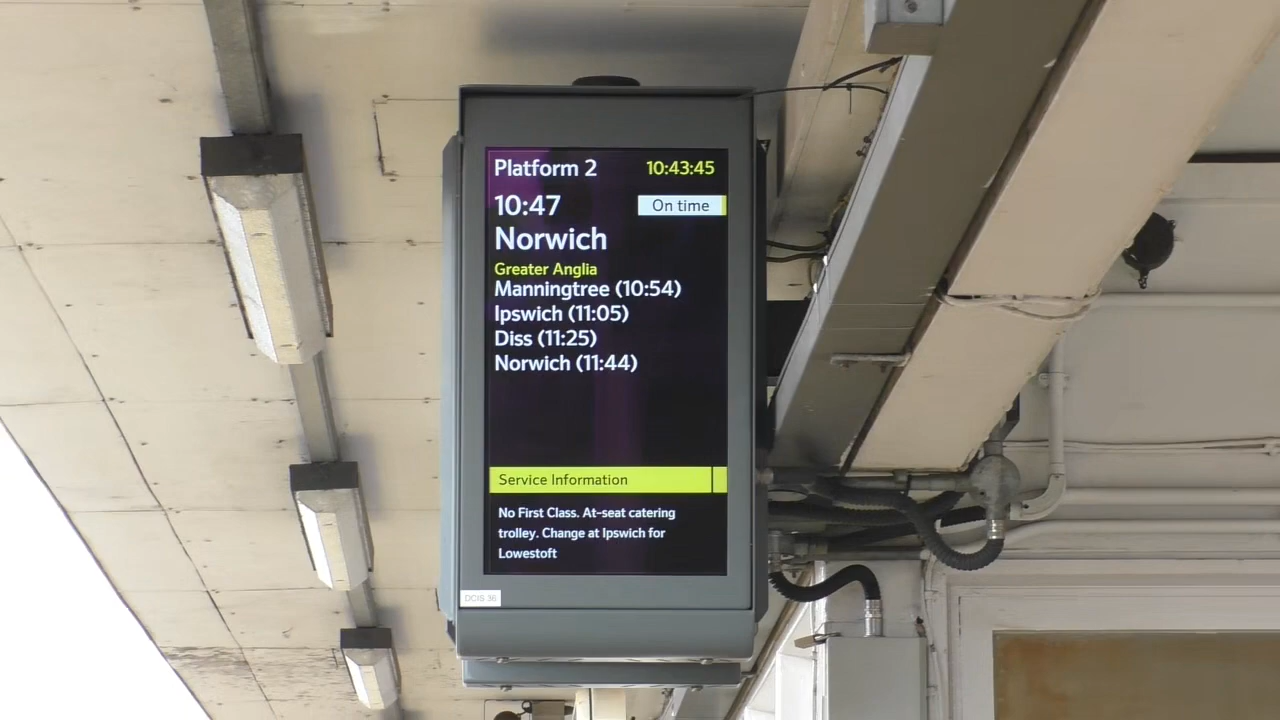 Platform 2 10:43:45
10:47 On time
Norwich
Greater Anglia
Manningtree (10:54)
Ipswich (11:05)
Diss (11:25)
Norwich (11:44)
Service Information
No First Class. At-seat catering
trolley. Change at Ipswich for
Lowestoft
DCIS 36